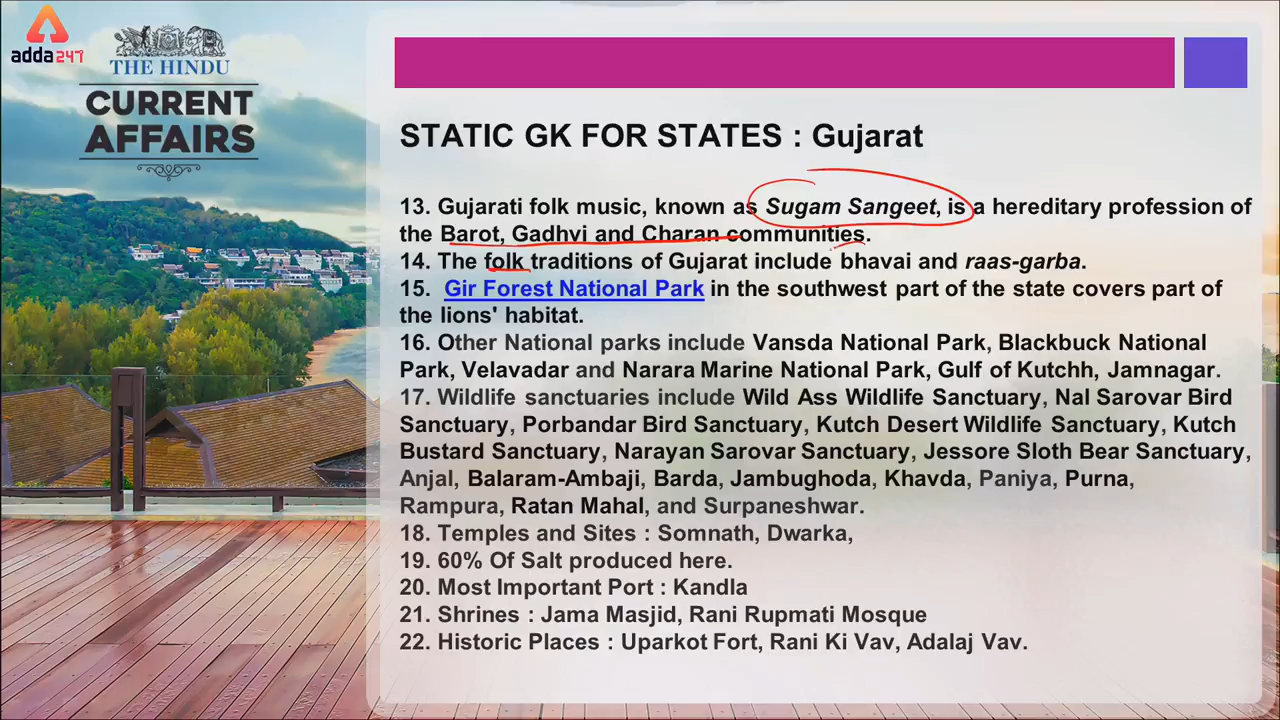 adda247
THE HINDU
CURRENT
AFFAIRS
STATIC GK FOR STATES : Gujarat
13. Gujarati folk music, known as Sugam Sangeet, is a hereditary profession of
the Barot, Gadhvi and Charan communities.
14. The folk traditions of Gujarat include bhavai and raas-garba.
15. Gir Forest National Park in the southwest part of the state covers part of
the lions' habitat.
16. Other National parks include Vansda National Park, Blackbuck National
Park, Velavadar and Narara Marine National Park, Gulf of Kutchh, Jamnagar.
17. Wildlife sanctuaries include Wild Ass Wildlife Sanctuary, Nal Sarovar Bird
Sanctuary, Porbandar Bird Sanctuary, Kutch Desert Wildlife Sanctuary, Kutch
Bustard Sanctuary, Narayan Sarovar Sanctuary, Jessore Sloth Bear Sanctuary,
Anjal, Balaram-Ambaji, Barda, Jambughoda, Khavda, Paniya, Purna,
Rampura, Ratan Mahal, and Surpaneshwar.
18. Temples and Sites : Somnath, Dwarka,
19. 60% Of Salt produced here.
20. Most Important Port : Kandla
21. Shrines : Jama Masjid, Rani Rupmati Mosque
22. Historic Places : Uparkot Fort, Rani Ki Vav, Adalaj Vav.